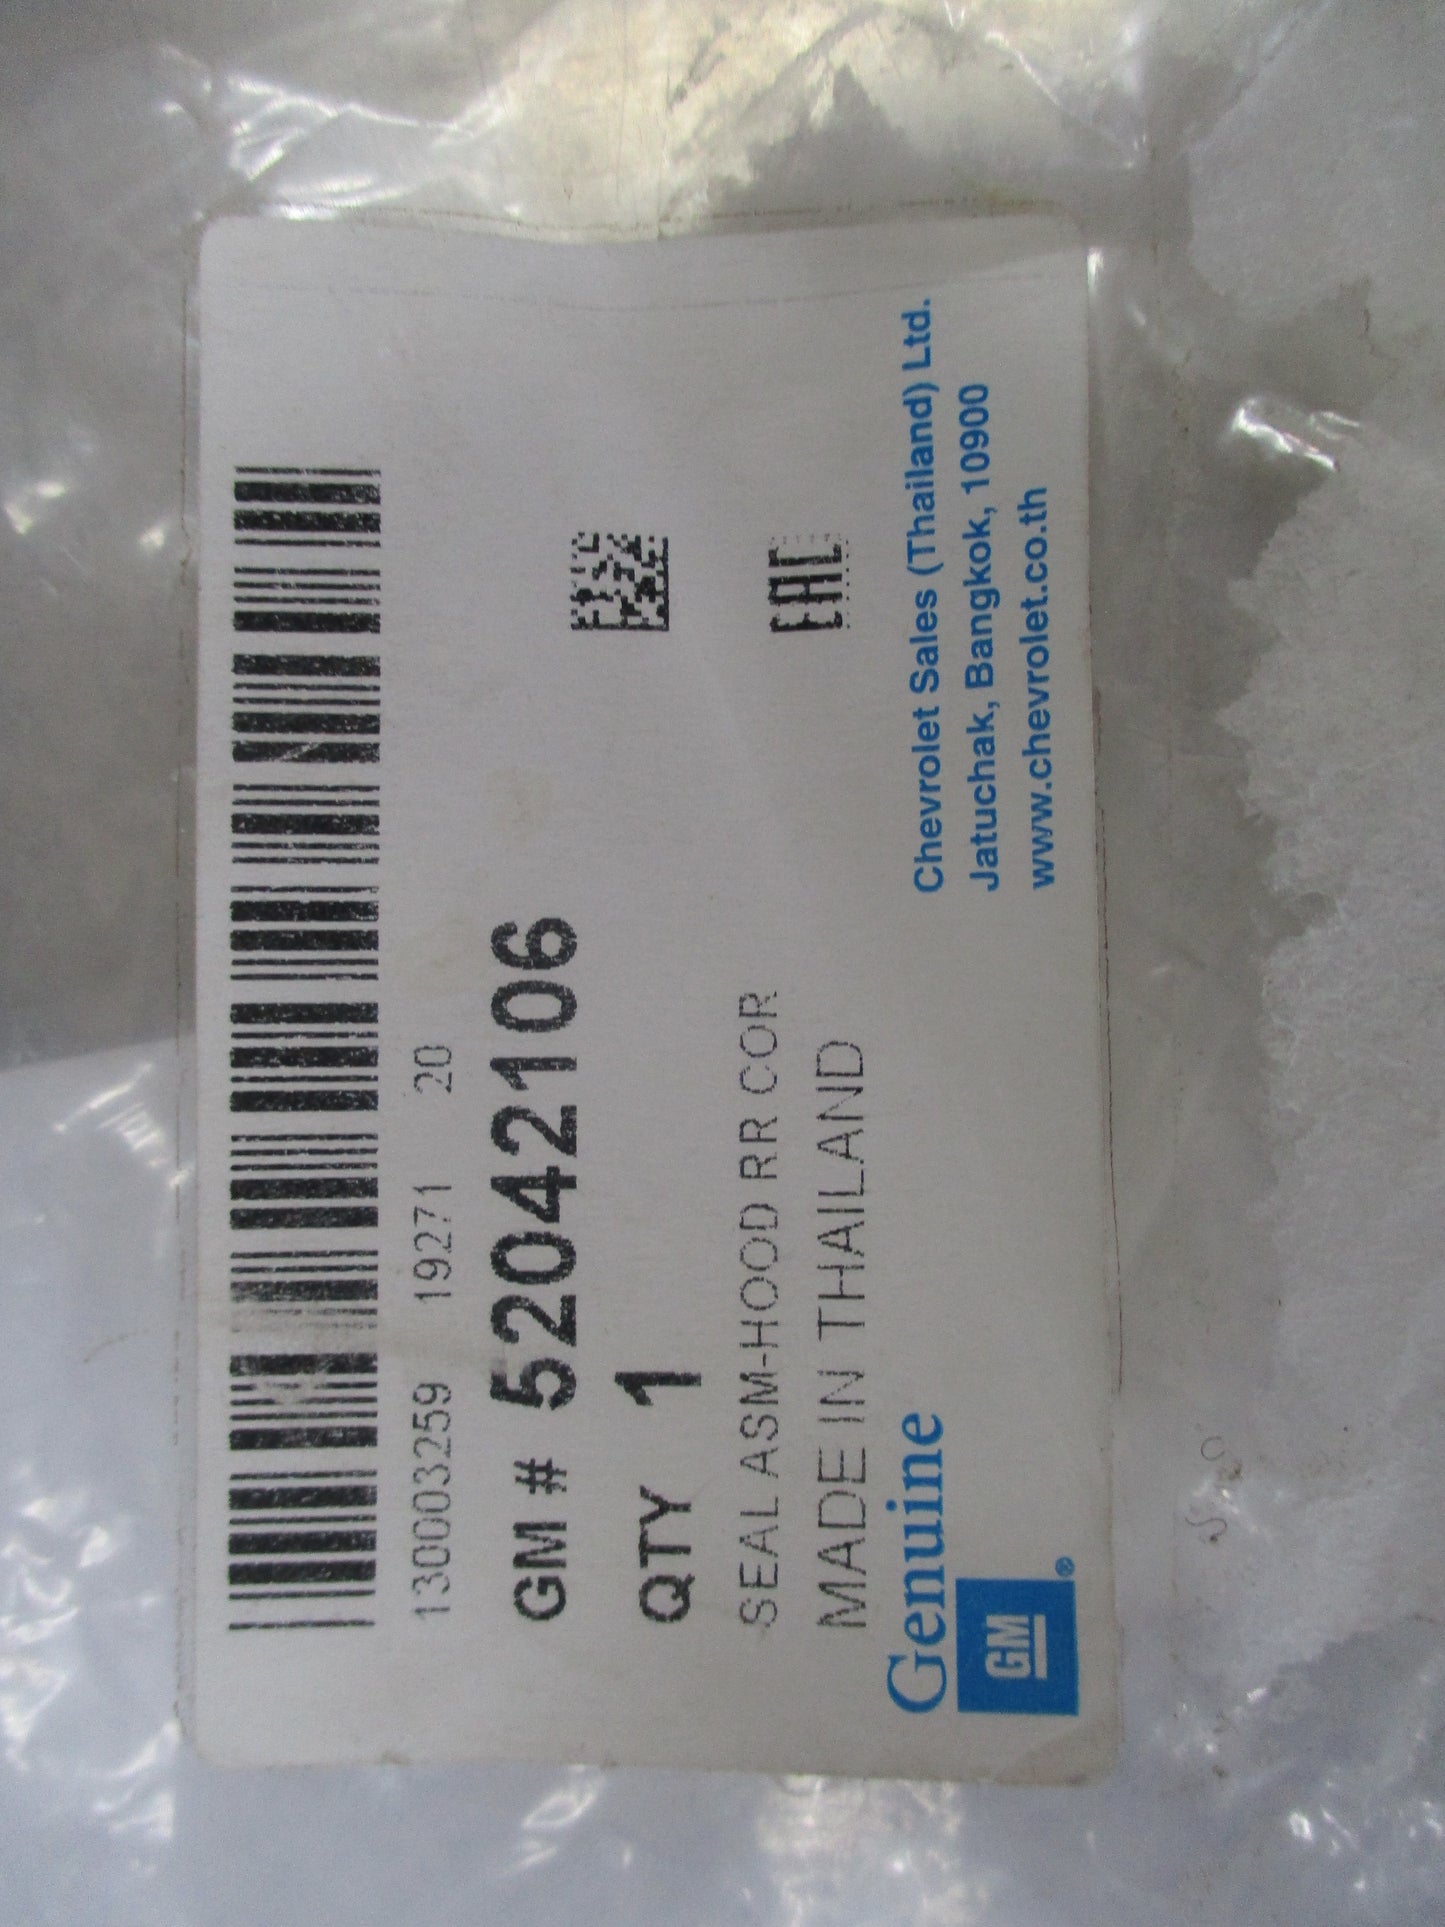 13003259 19271 20
GM # 52042106
QTY 1
SEAL ASM-HOOD RR COR
MADE IN THAILAND
EAC
Genuine
GM®
Chevrolet Sales (Thailand) Ltd.
Jatuchak, Bangkok, 10900
www.chevrolet.co.th